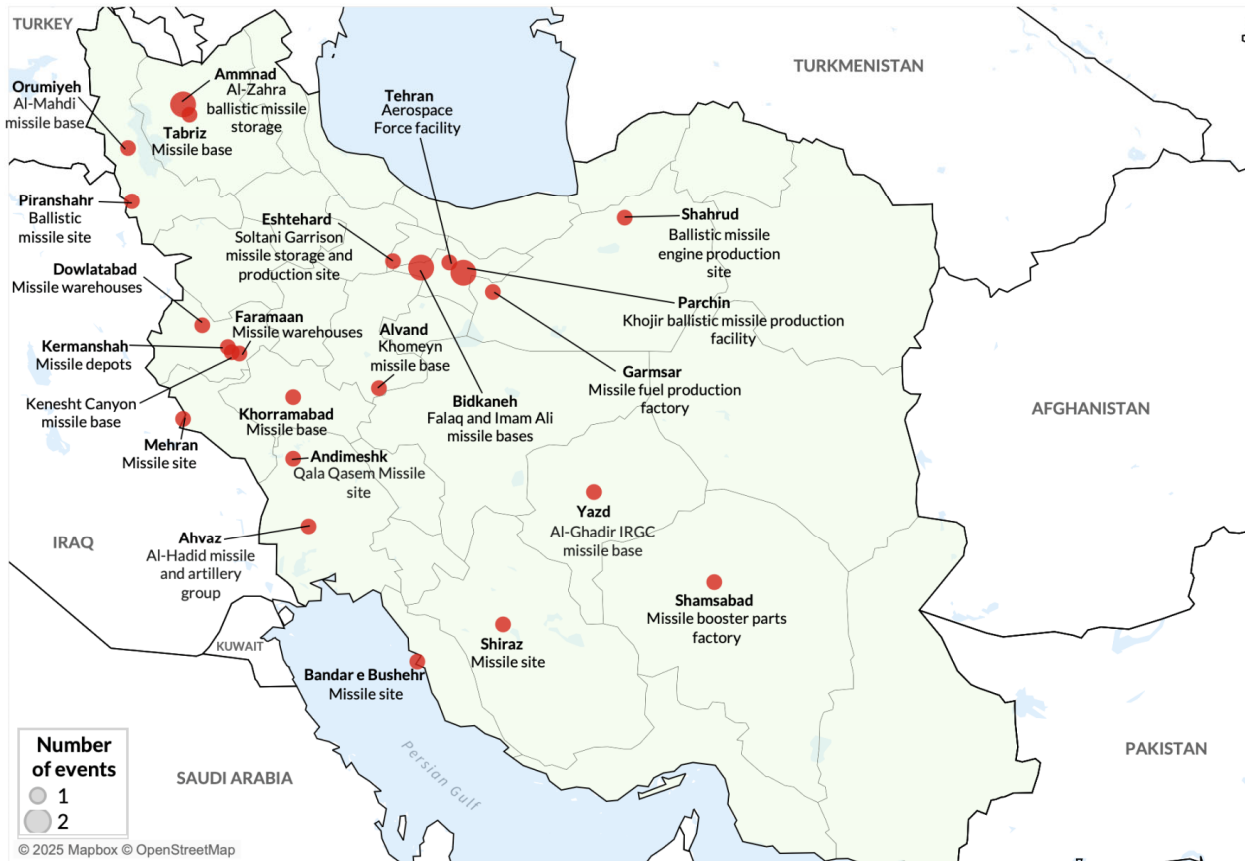 TURKEY
TURKMENISTAN
Ammnad
Al-Zahra
ballistic missile
storage
Orumiyeh
Al-Mahdi
missile base
Tehran
Aerospace
Force facility
Tabriz
Missile base
Piranshahr
Ballistic
missile site
Eshtehard
Soltani Garrison
missile storage and
production site
Shahrud
Ballistic missile
engine production
site
Dowlatabad
Missile warehouses
Faramaan
Missile warehouses
Alvand
Khomeyn
missile base
Parchin
Khojir ballistic missile production
facility
Kermanshah
Missile depots
Garmsar
Missile fuel production
factory
Kenesht Canyon
missile base
Khorramabad
Missile base
Bidkaneh
Falaq and Imam Ali
missile bases
AFGHANISTAN
Mehran
Missile site
Andimeshk
Qala Qasem Missile
site
Yazd
Al-Ghadir IRGC
missile base
IRAQ
Ahvaz
Al-Hadid missile
and artillery
group
Shamsabad
Missile booster parts
factory
KUWAIT
Shiraz
Missile site
Bandar e Bushehr
Missile site
Persian Gulf
PAKISTAN
SAUDI ARABIA
Number
of events
1
2
© 2025 Mapbox © OpenStreetMap